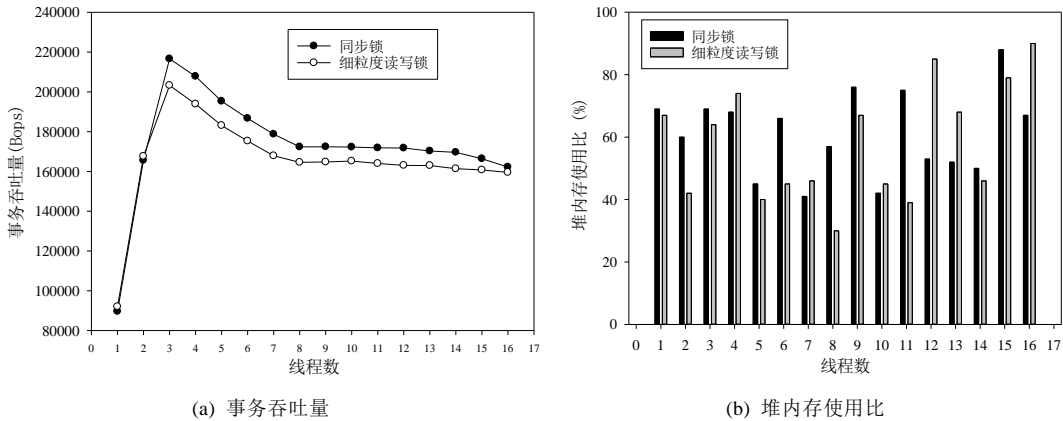 240000
220000
200000
180000
160000
140000
120000
100000
80000
事务吞吐量(Bops)
同步锁
细粒度读写锁
0 1 2 3 4 5 6 7 8 9 10 11 12 13 14 15 16 17
线程数
(a) 事务吞吐量
100
80
60
40
20
0
堆内存使用比 (%)
同步锁
细粒度读写锁
0 1 2 3 4 5 6 7 8 9 10 11 12 13 14 15 16 17
线程数
(b) 堆内存使用比